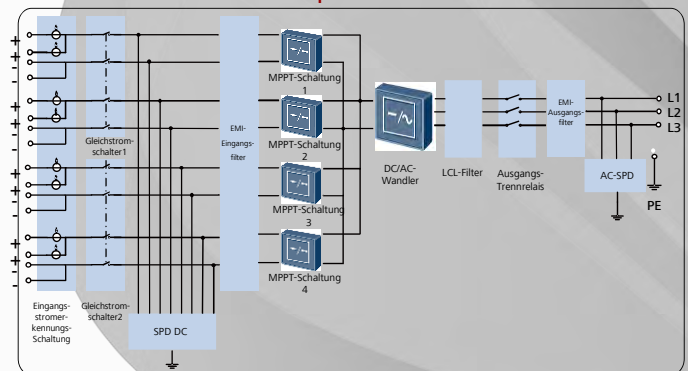 +
+
-
-
+
+
-
-
+
+
-
-
+
+
-
-
Gleichstrom-
schalter1
Eingangs-
stromer-
kennungs-
Schaltung
Gleichstrom-
schalter2
SPD DC
EMI-
Eingangs-
filter
MPPT-Schaltung
1
MPPT-Schaltung
2
MPPT-Schaltung
3
MPPT-Schaltung
4
DC/AC-
Wandler
LCL-Filter
Ausgangs-
Trennrelais
EMI-
Ausgangs-
filter
L1
L2
L3
AC-SPD
PE